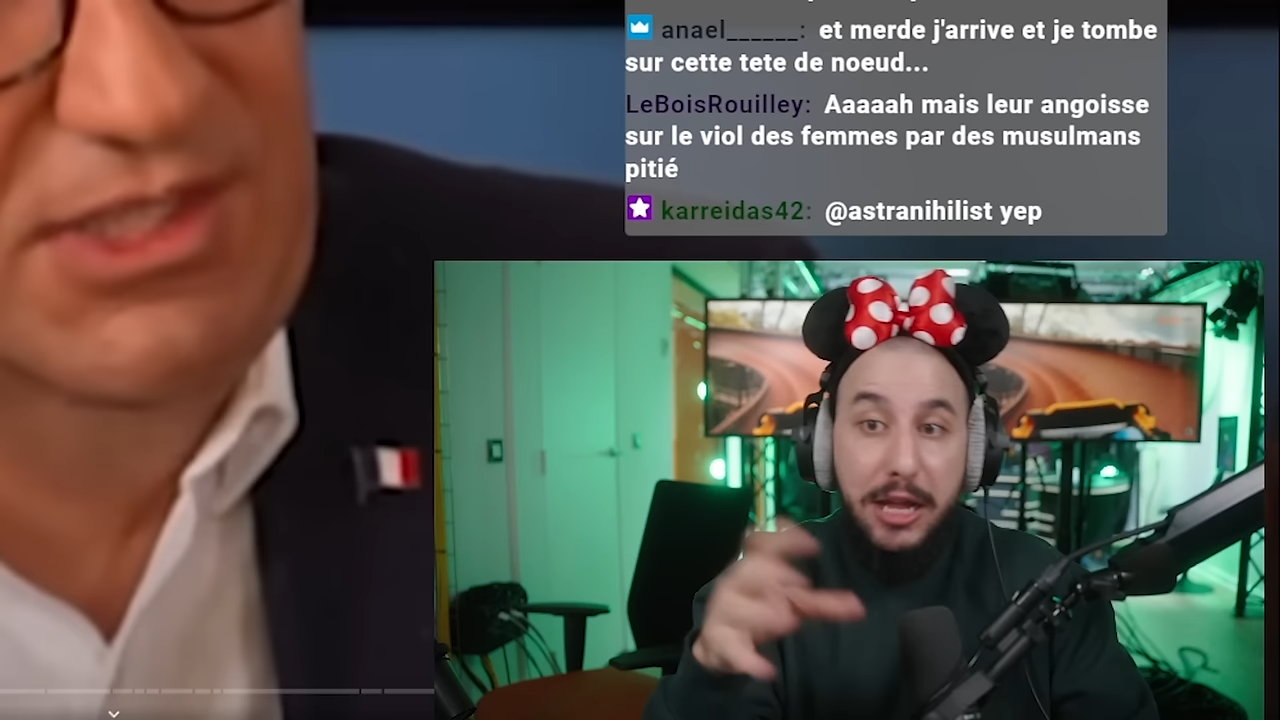 anael______: et merde j'arrive et je tombe
sur cette tete de noeud...
LeBoisRouilley: Aaaaah mais leur angoisse
sur le viol des femmes par des musulmans
pitié
karreidas42: @astranihilist yep